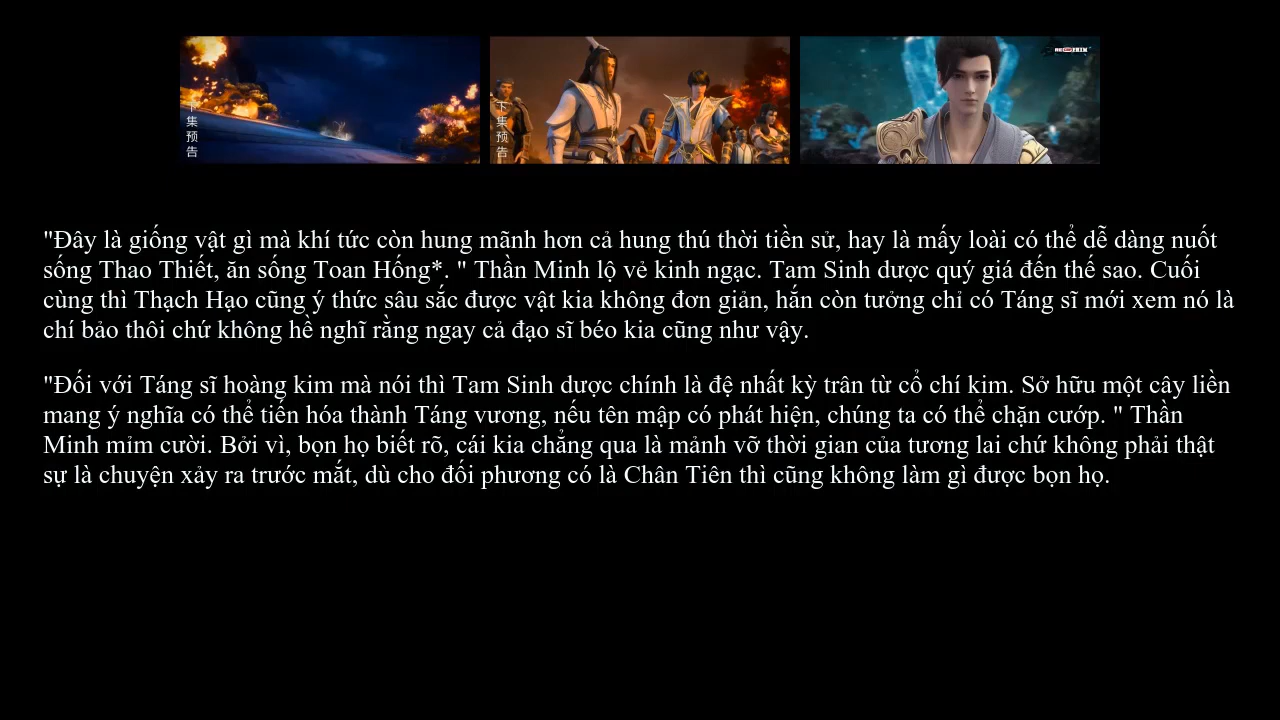 下集预告
下集预告
"Đây là giống vật gì mà khí tức còn hung mãnh hơn cả hung thú thời tiền sử, hay là mấy loài có thể dễ dàng nuốt
sống Thao Thiết, ăn sống Toan Hống*. " Thần Minh lộ vẻ kinh ngạc. Tam Sinh dược quý giá đến thế sao. Cuối
cùng thì Thạch Hạo cũng ý thức sâu sắc được vật kia không đơn giản, hắn còn tưởng chỉ có Táng sĩ mới xem nó là
chí bảo thôi chứ không hề nghĩ rằng ngay cả đạo sĩ béo kia cũng như vậy.
"Đối với Táng sĩ hoàng kim mà nói thì Tam Sinh dược chính là đệ nhất kỳ trân từ cổ chí kim. Sở hữu một cây liền
mang ý nghĩa có thể tiến hóa thành Táng vương, nếu tên mập có phát hiện, chúng ta có thể chặn cướp. " Thần
Minh mỉm cười. Bởi vì, bọn họ biết rõ, cái kia chẳng qua là mảnh vỡ thời gian của tương lai chứ không phải thật
sự là chuyện xảy ra trước mắt, dù cho đối phương có là Chân Tiên thì cũng không làm gì được bọn họ.